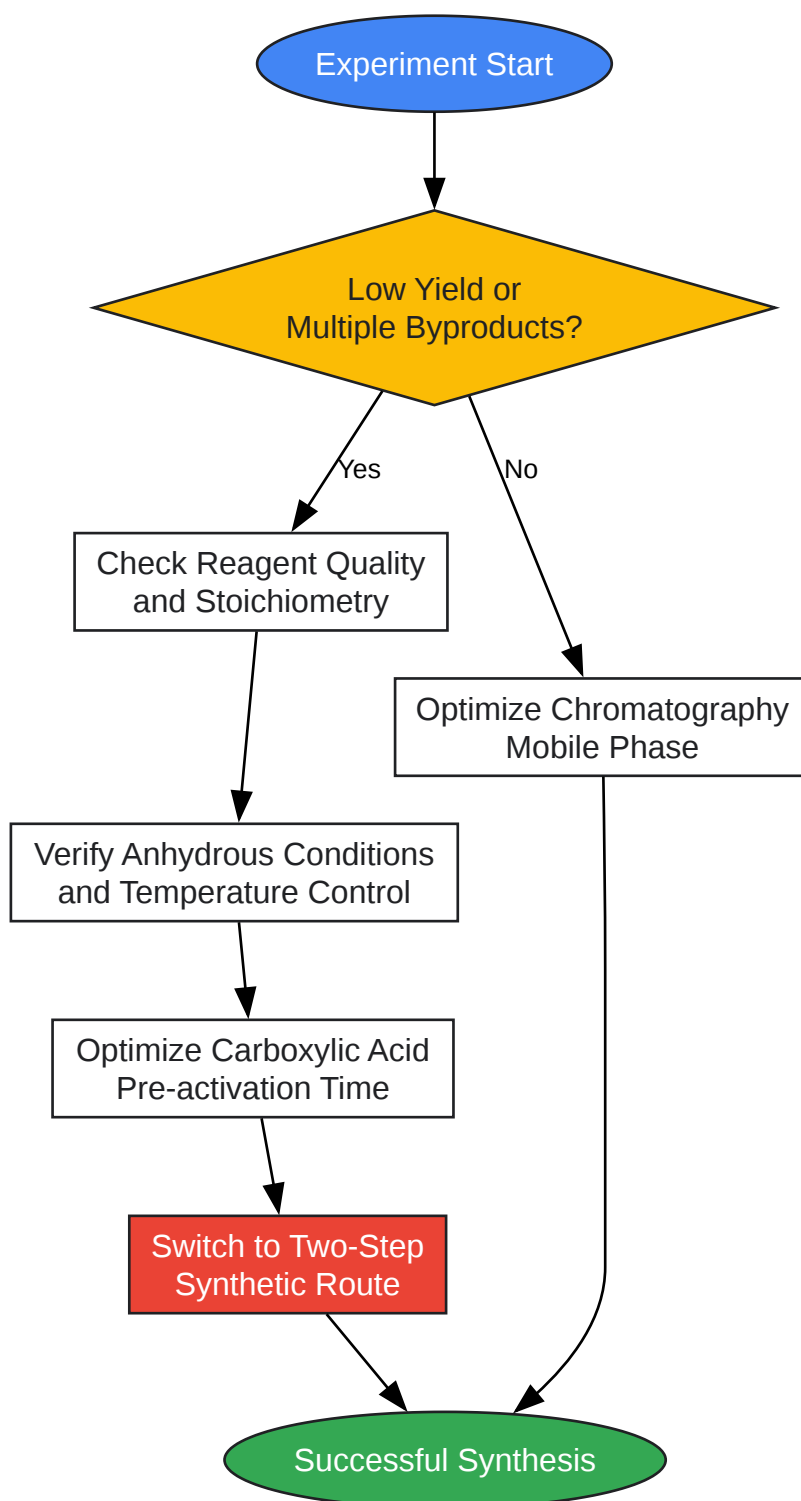 Experiment Start
Low Yield or
Multiple Byproducts?
Yes
No
Check Reagent Quality
and Stoichiometry
Optimize Chromatography
Mobile Phase
Verify Anhydrous Conditions
and Temperature Control
Optimize Carboxylic Acid
Pre-activation Time
Switch to Two-Step
Synthetic Route
Successful Synthesis